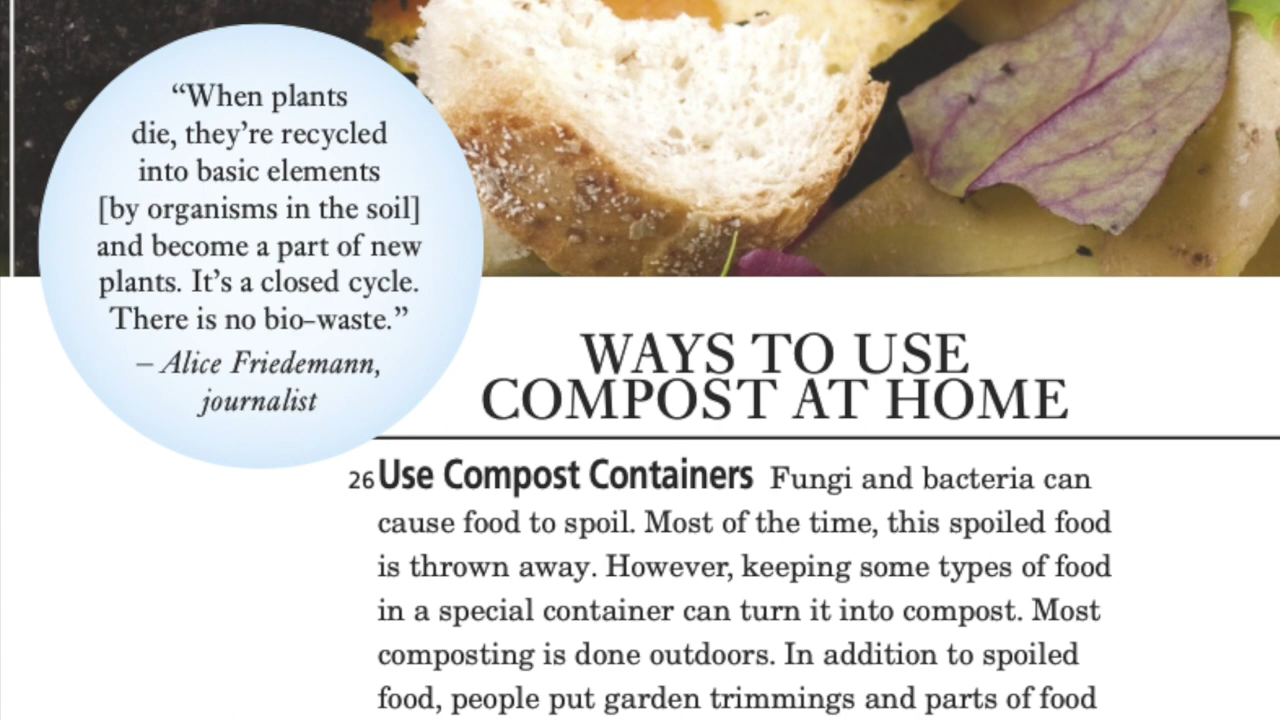 “When plants
die, they’re recycled
into basic elements
[by organisms in the soil]
and become a part of new
plants. It’s a closed cycle.
There is no bio–waste.”
– Alice Friedemann,
journalist
WAYS TO USE
COMPOST AT HOME
26 Use Compost Containers Fungi and bacteria can
cause food to spoil. Most of the time, this spoiled food
is thrown away. However, keeping some types of food
in a special container can turn it into compost. Most
composting is done outdoors. In addition to spoiled
food, people put garden trimmings and parts of food